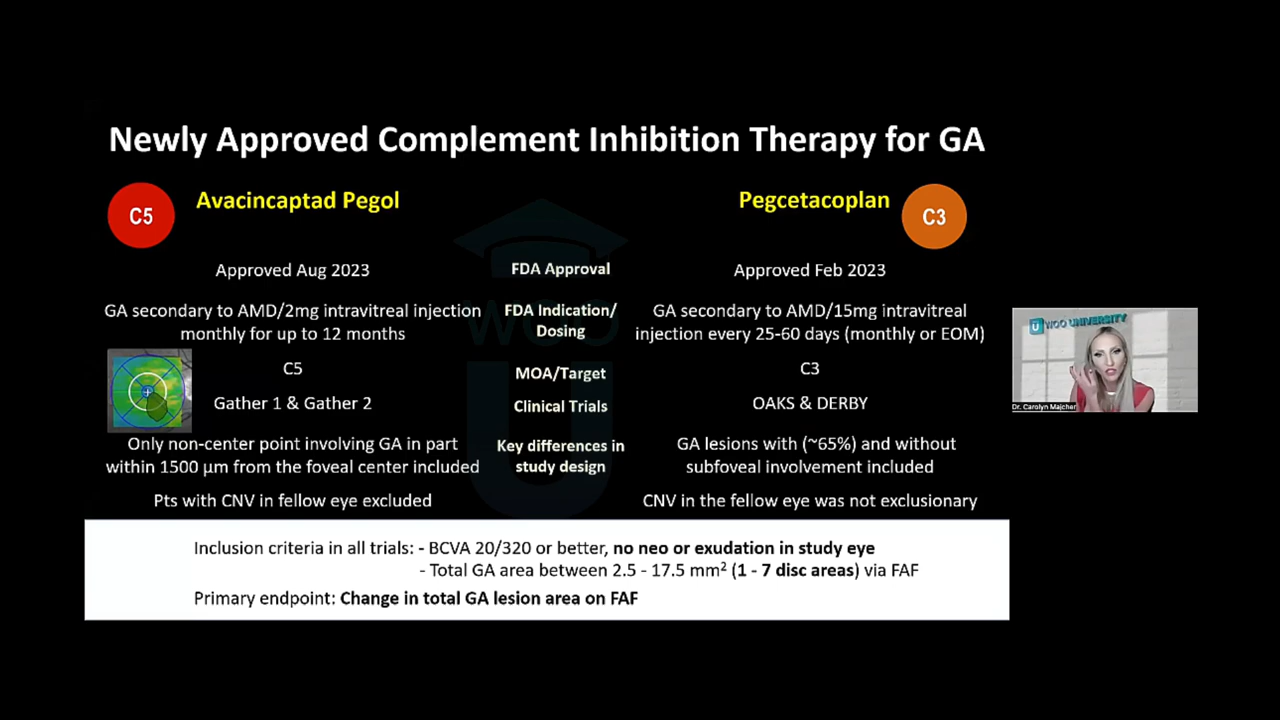 Newly Approved Complement Inhibition Therapy for GA
C5
Avacincaptad Pegol
Pegcetacoplan
C3
Approved Aug 2023
FDA Approval
Approved Feb 2023
GA secondary to AMD/2mg intravitreal injection
monthly for up to 12 months
FDA Indication/
Dosing
GA secondary to AMD/15mg intravitreal
injection every 25-60 days (monthly or EOM)
C5
MOA/Target
C3
Gather 1 & Gather 2
Clinical Trials
OAKS & DERBY
Only non-center point involving GA in part
within 1500 µm from the foveal center included
Key differences in
study design
GA lesions with (~65%) and without
subfoveal involvement included
Pts with CNV in fellow eye excluded
CNV in the fellow eye was not exclusionary
Inclusion criteria in all trials: - BCVA 20/320 or better, no neo or exudation in study eye
- Total GA area between 2.5 - 17.5 mm² (1 - 7 disc areas) via FAF
Primary endpoint: Change in total GA lesion area on FAF
WOO
U
U WOO UNIVERSITY
Dr. Carolyn Majcher